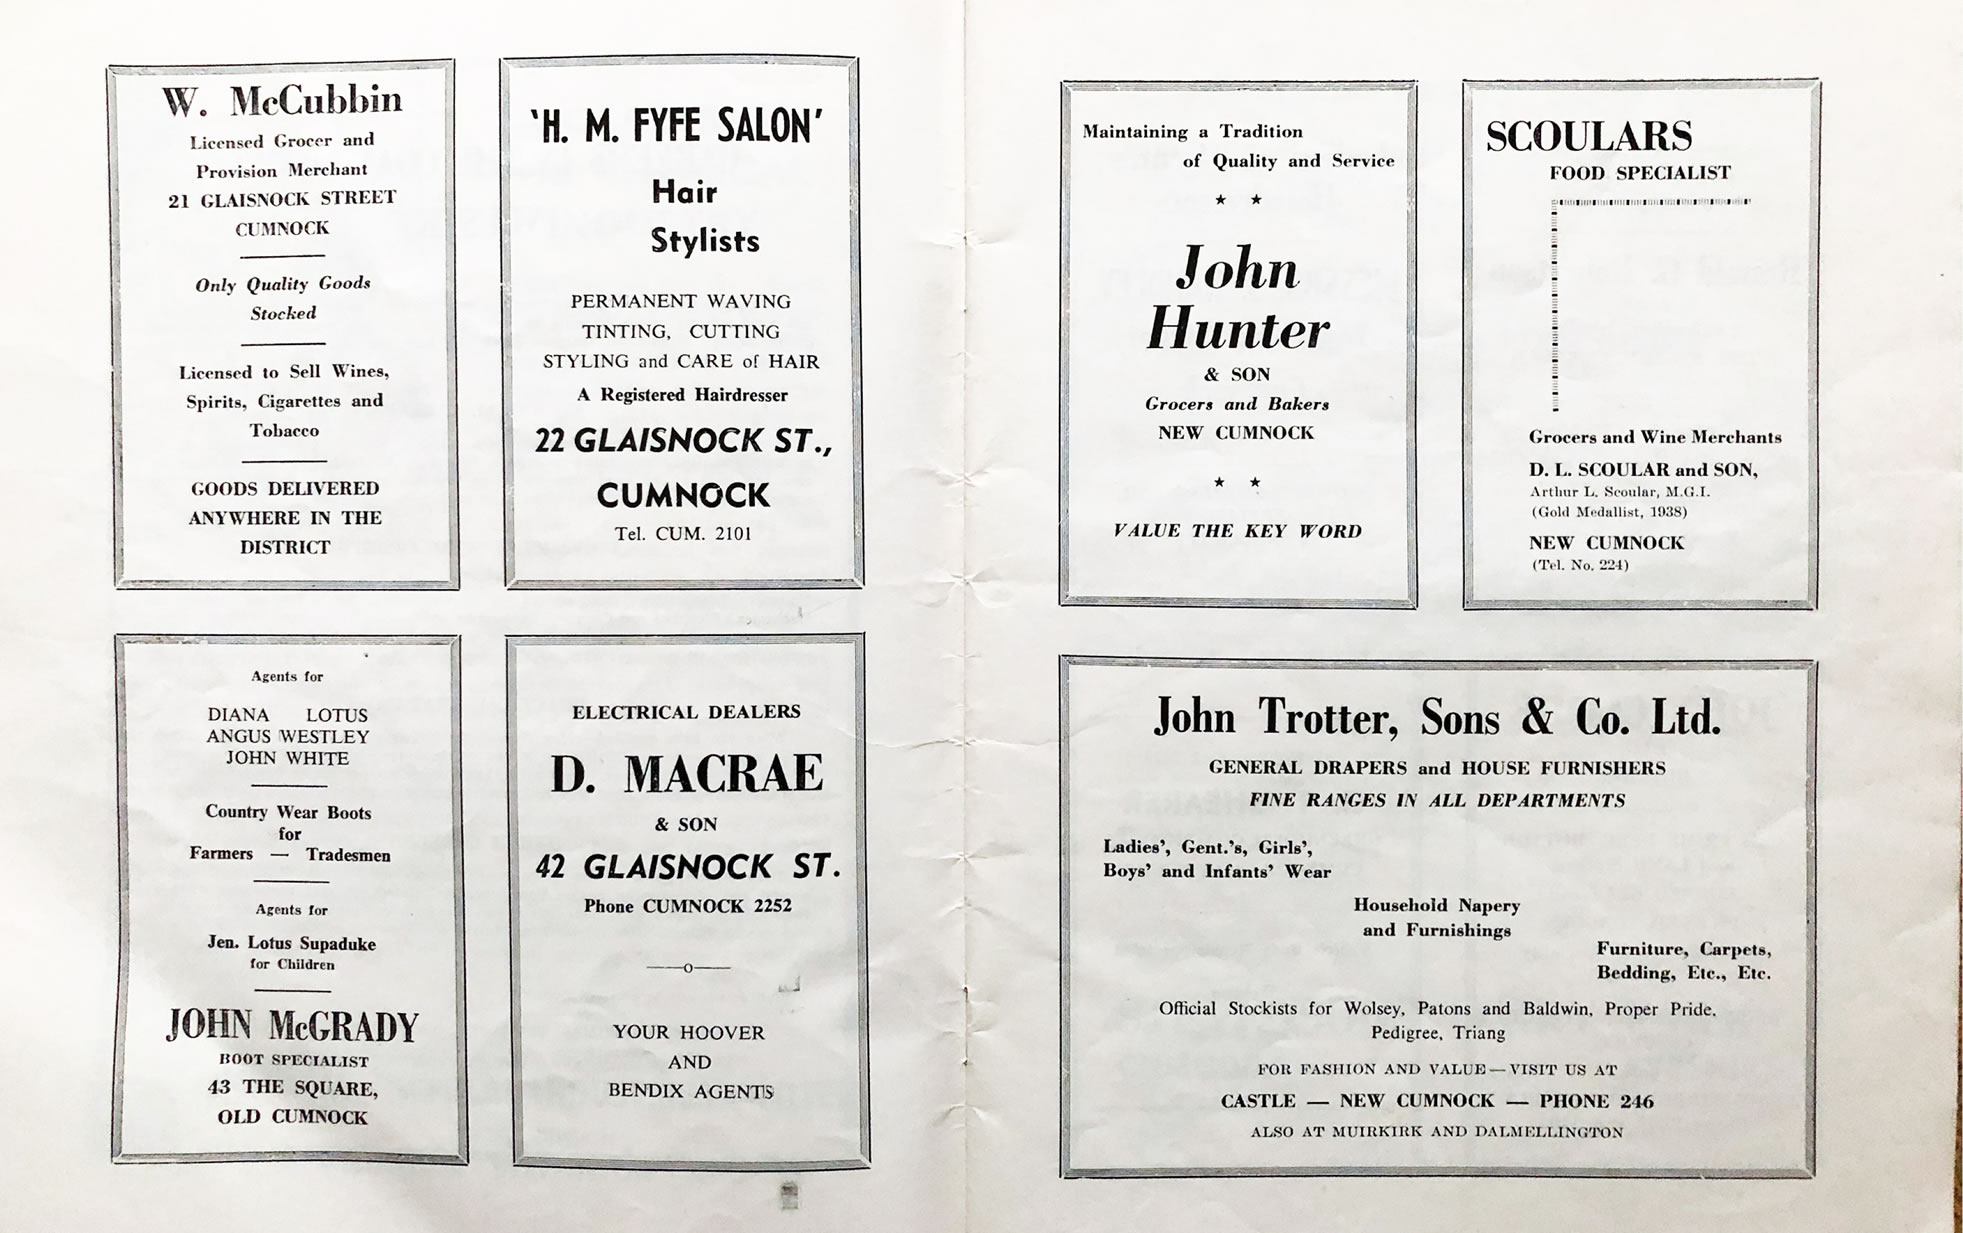 W. McCubbin
Licensed Grocer and
Provision Merchant
21 GLAISNOCK STREET
CUMNOCK
Only Quality Goods
Stocked
Licensed to Sell Wines,
Spirits, Cigarettes and
Tobacco
GOODS DELIVERED
ANYWHERE IN THE
DISTRICT
'H. M. FYFE SALON'
Hair
Stylists
PERMANENT WAVING
TINTING, CUTTING
STYLING and CARE of HAIR
A Registered Hairdresser
22 GLAISNOCK ST.,
CUMNOCK
Tel. CUM. 2101
Agents for
DIANA LOTUS
ANGUS WESTLEY
JOHN WHITE
Country Wear Boots
for
Farmers — Tradesmen
Agents for
Jen. Lotus Supaduke
for Children
JOHN McGRADY
BOOT SPECIALIST
43 THE SQUARE,
OLD CUMNOCK
ELECTRICAL DEALERS
D. MACRAE
& SON
42 GLAISNOCK ST.
Phone CUMNOCK 2252
YOUR HOOVER
AND
BENDIX AGENTS
Maintaining a Tradition
of Quality and Service
★ ★
John
Hunter
& SON
Grocers and Bakers
NEW CUMNOCK
★ ★
VALUE THE KEY WORD
SCOULARS
FOOD SPECIALIST
Grocers and Wine Merchants
D. L. SCOULAR and SON,
Arthur L. Scoular, M.G.I.
(Gold Medallist, 1938)
NEW CUMNOCK
(Tel. No. 224)
John Trotter, Sons & Co. Ltd.
GENERAL DRAPERS and HOUSE FURNISHERS
FINE RANGES IN ALL DEPARTMENTS
Ladies', Gent.'s, Girls',
Boys' and Infants' Wear
Household Napery
and Furnishings
Furniture, Carpets,
Bedding, Etc., Etc.
Official Stockists for Wolsey, Patons and Baldwin, Proper Pride.
Pedigree, Triang
FOR FASHION AND VALUE — VISIT US AT
CASTLE — NEW CUMNOCK — PHONE 246
ALSO AT MUIRKIRK AND DALMELLINGTON